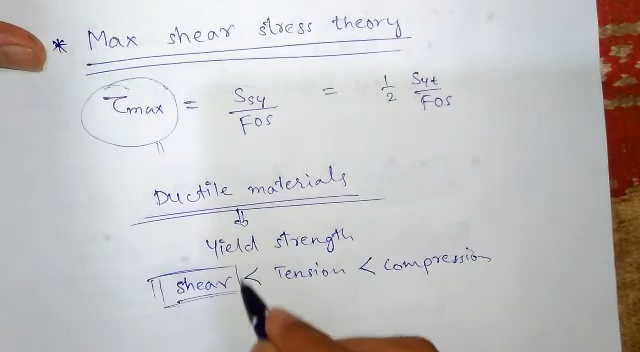 * Max shear stress theory
τmax = Ssy/FOS = 1/2 Syt/FOS
Ductile materials
⇓
Yield strength
shear < Tension < compression